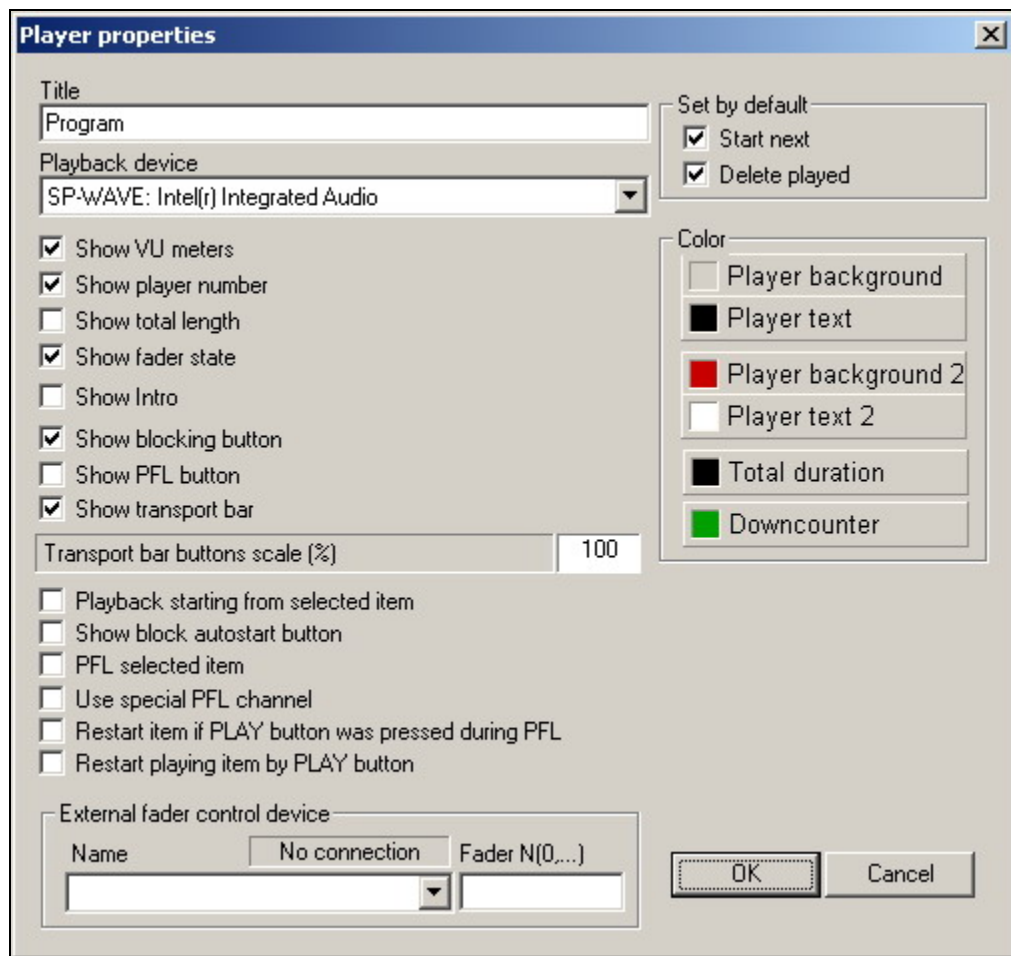 Player properties
Title
Program
Playback device
SP-WAVE: Intel(r) Integrated Audio
Show VU meters
Show player number
Show total length
Show fader state
Show Intro
Show blocking button
Show PFL button
Show transport bar
Transport bar buttons scale (%) 100
Playback starting from selected item
Show block autostart button
PFL selected item
Use special PFL channel
Restart item if PLAY button was pressed during PFL
Restart playing item by PLAY button
External fader control device
Name No connection Fader N(0,...)
Set by default
Start next
Delete played
Color
Player background
Player text
Player background 2
Player text 2
Total duration
Downcounter
OK Cancel